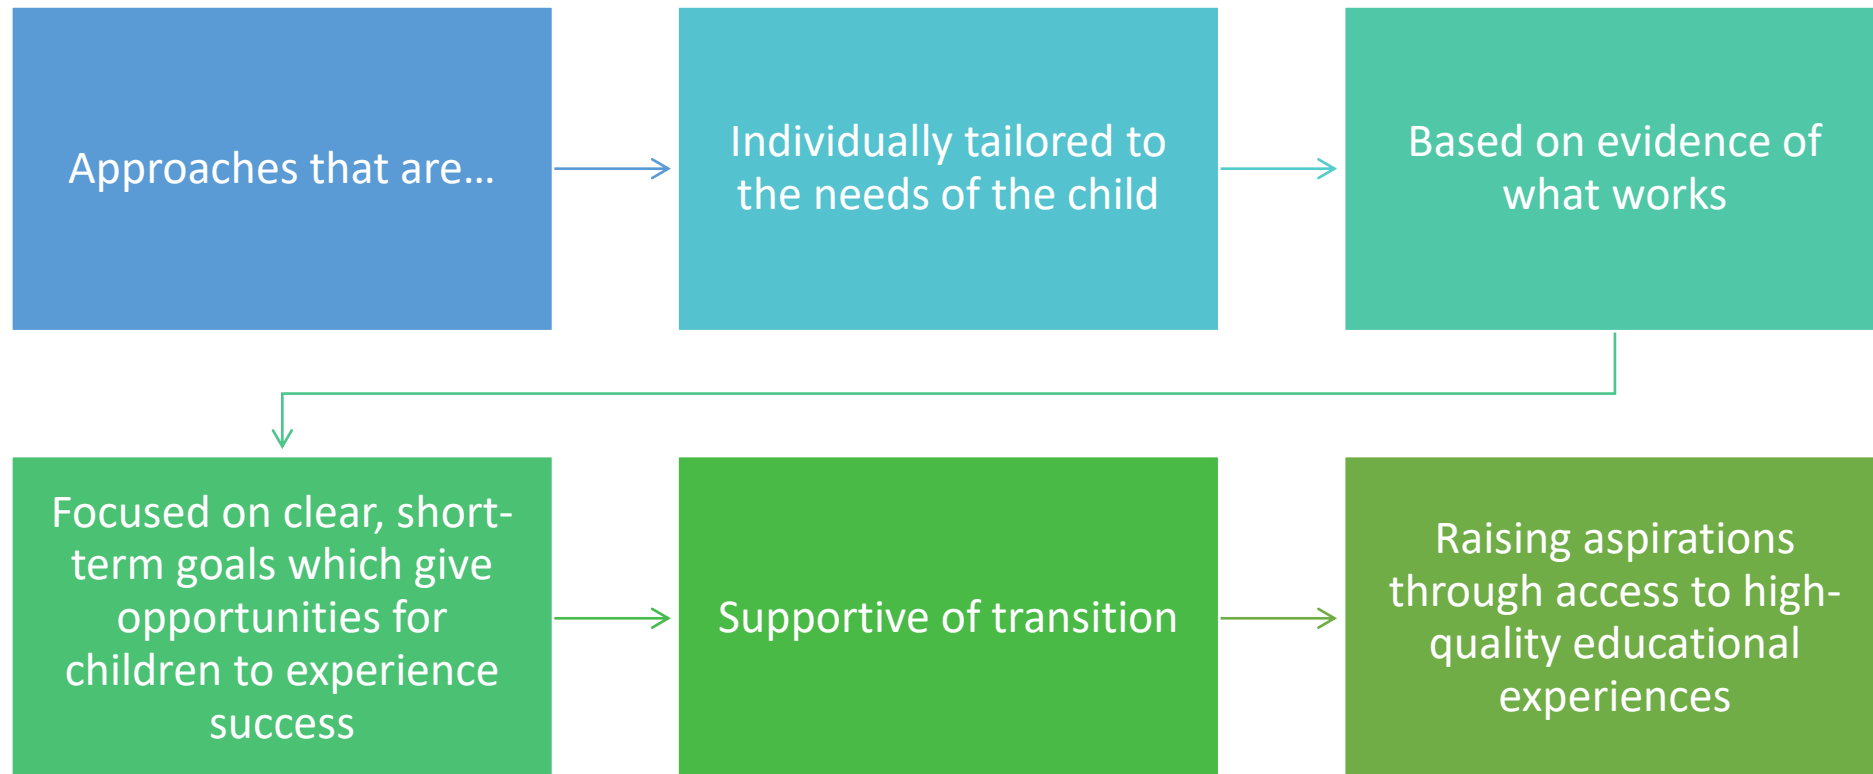 Approaches that are…
Individually tailored to
the needs of the child
Based on evidence of
what works
Focused on clear, short-
term goals which give
opportunities for
children to experience
success
Supportive of transition
Raising aspirations
through access to high-
quality educational
experiences